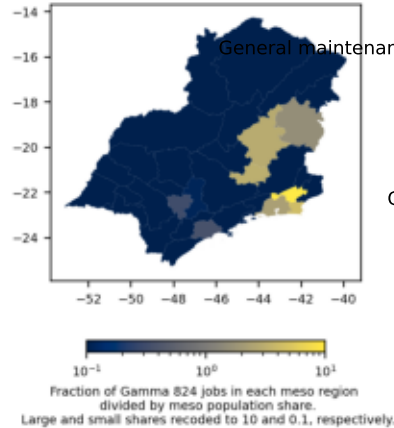 −14
General maintenan
−16
−18
−20
−22
−24
−52 −50 −48 −46 −44 −42 −40
10⁻¹ 10⁰ 10¹
Fraction of Gamma 824 jobs in each meso region
divided by meso population share.
Large and small shares recoded to 10 and 0.1, respectively.